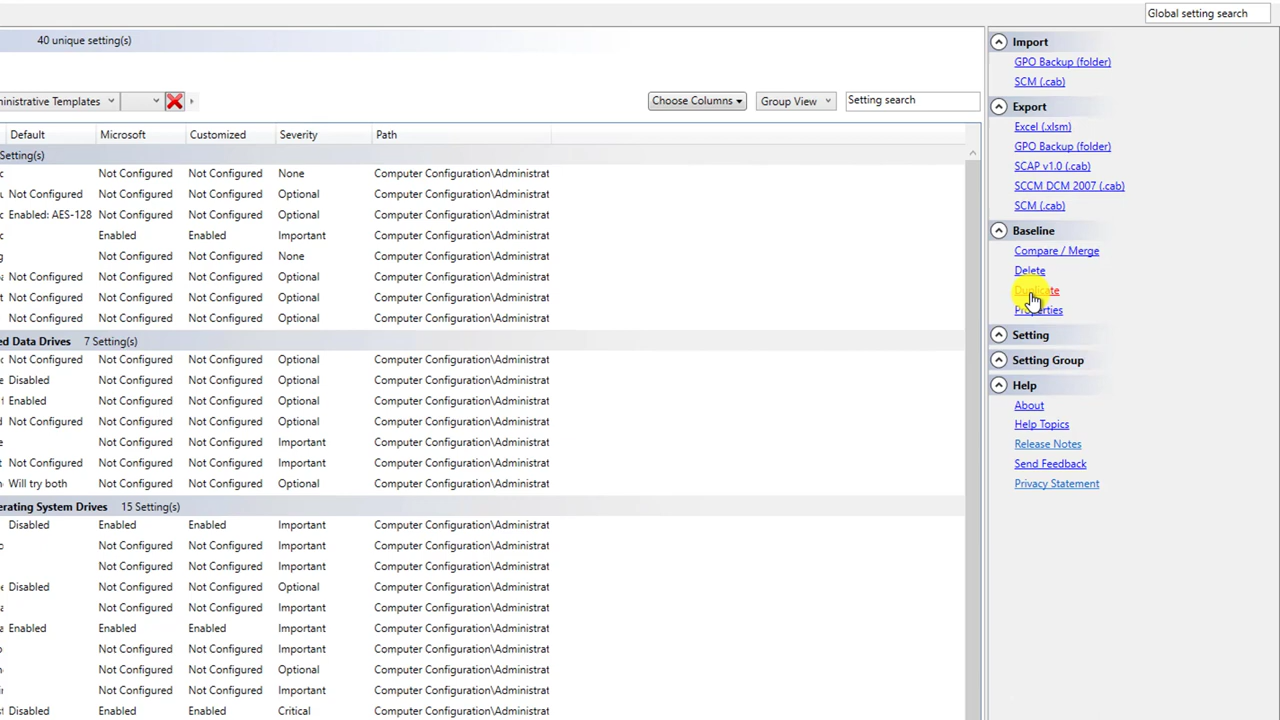 Global setting search
40 unique setting(s)
ministrative Templates
Choose Columns
Group View
Setting search
Default Microsoft Customized Severity Path
Setting(s)
c Not Configured Not Configured None Computer Configuration\Administrat
Not Configured Not Configured Not Configured Optional Computer Configuration\Administrat
Enabled: AES-128 Not Configured Not Configured Optional Computer Configuration\Administrat
c Enabled Enabled Important Computer Configuration\Administrat
Not Configured Not Configured None Computer Configuration\Administrat
Not Configured Not Configured Not Configured Optional Computer Configuration\Administrat
Not Configured Not Configured Not Configured Optional Computer Configuration\Administrat
Not Configured Not Configured Not Configured Optional Computer Configuration\Administrat
ed Data Drives 7 Setting(s)
Not Configured Not Configured Not Configured Optional Computer Configuration\Administrat
Disabled Not Configured Not Configured Optional Computer Configuration\Administrat
Enabled Not Configured Not Configured Optional Computer Configuration\Administrat
Not Configured Not Configured Not Configured Optional Computer Configuration\Administrat
Not Configured Not Configured Important Computer Configuration\Administrat
Not Configured Not Configured Not Configured Important Computer Configuration\Administrat
Will try both Not Configured Not Configured Optional Computer Configuration\Administrat
erating System Drives 15 Setting(s)
Disabled Enabled Enabled Important Computer Configuration\Administrat
Not Configured Not Configured Important Computer Configuration\Administrat
Not Configured Not Configured Important Computer Configuration\Administrat
Disabled Not Configured Not Configured Optional Computer Configuration\Administrat
Not Configured Not Configured Important Computer Configuration\Administrat
Enabled Enabled Enabled Important Computer Configuration\Administrat
Not Configured Not Configured Important Computer Configuration\Administrat
Not Configured Not Configured Optional Computer Configuration\Administrat
Not Configured Not Configured Important Computer Configuration\Administrat
Disabled Enabled Enabled Critical Computer Configuration\Administrat
Import
GPO Backup (folder)
SCM (.cab)
Export
Excel (.xlsm)
GPO Backup (folder)
SCAP v1.0 (.cab)
SCCM DCM 2007 (.cab)
SCM (.cab)
Baseline
Compare / Merge
Delete
Duplicate
Properties
Setting
Setting Group
Help
About
Help Topics
Release Notes
Send Feedback
Privacy Statement